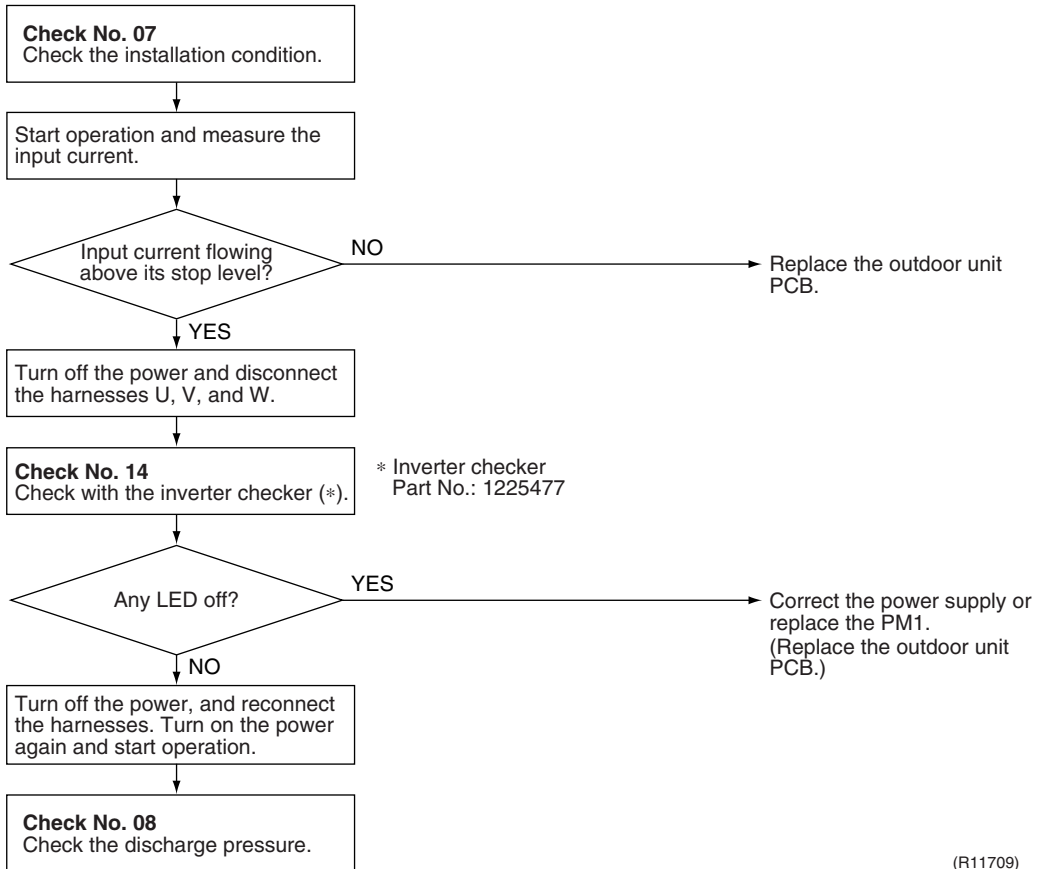 Check No. 07
Check the installation condition.
Start operation and measure the
input current.
Input current flowing
above its stop level?
NO
Replace the outdoor unit
PCB.
YES
Turn off the power and disconnect
the harnesses U, V, and W.
Check No. 14
Check with the inverter checker (*).
* Inverter checker
Part No.: 1225477
Any LED off?
YES
Correct the power supply or
replace the PM1.
(Replace the outdoor unit
PCB.)
NO
Turn off the power, and reconnect
the harnesses. Turn on the power
again and start operation.
Check No. 08
Check the discharge pressure.
(R11709)